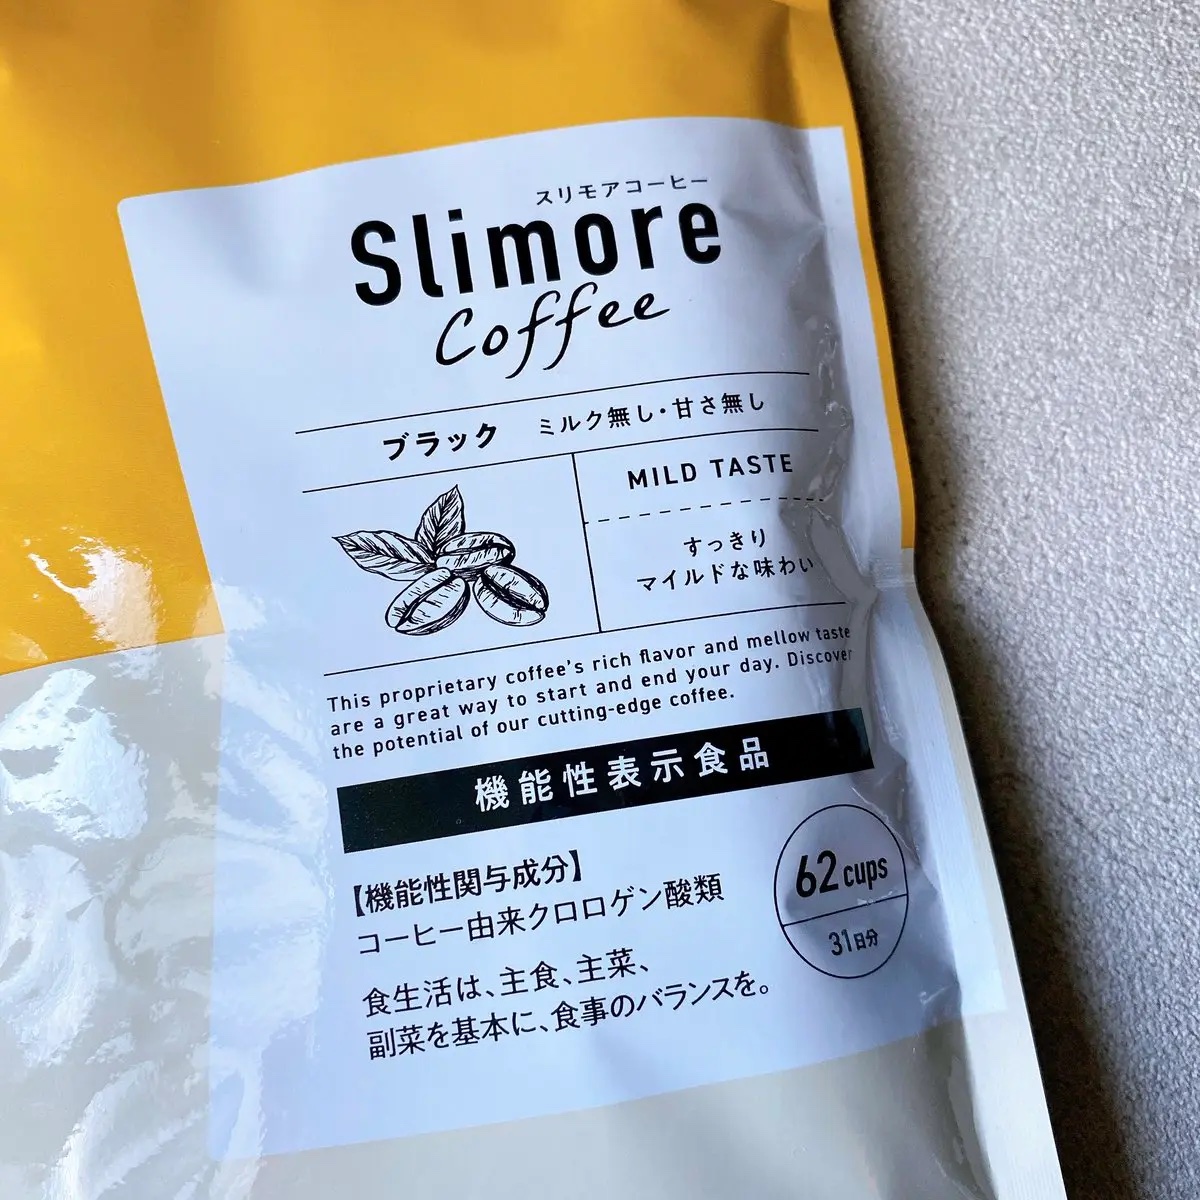 スリモアコーヒー
Slimore
Coffee
ブラック ミルク無し・甘さ無し
MILD TASTE
すっきり
マイルドな味わい
This proprietary coffee's rich flavor and mellow taste
are a great way to start and end your day. Discover
the potential of our cutting-edge coffee.
機能性表示食品
【機能性関与成分】
コーヒー由来クロロゲン酸類
62cups
31日分
食生活は、主食、主菜、
副菜を基本に、食事のバランスを。